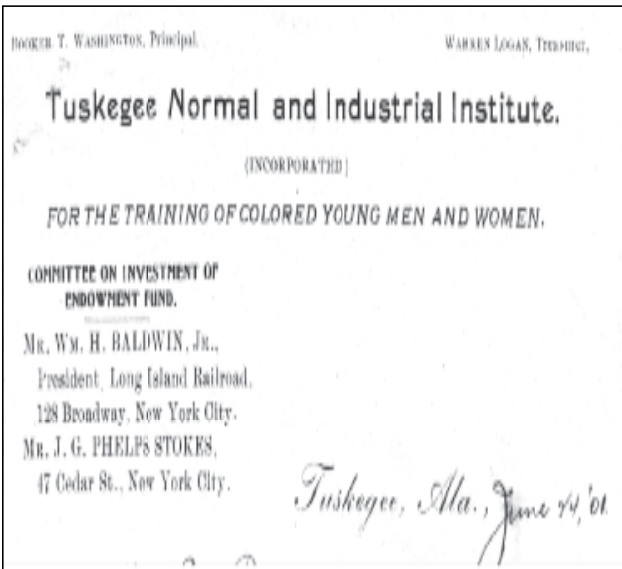 BOOKER T. WASHINGTON, Principal. WARREN LOGAN, Treasurer,
Tuskegee Normal and Industrial Institute.
(INCORPORATED)
FOR THE TRAINING OF COLORED YOUNG MEN AND WOMEN.
COMMITTEE ON INVESTMENT OF
ENDOWMENT FUND.
MR. WM. H. BALDWIN, JR.,
President, Long Island Railroad,
128 Broadway, New York City.
MR. J. G. PHELPS STOKES,
47 Cedar St., New York City.
Tuskegee, Ala., June 24, '01.